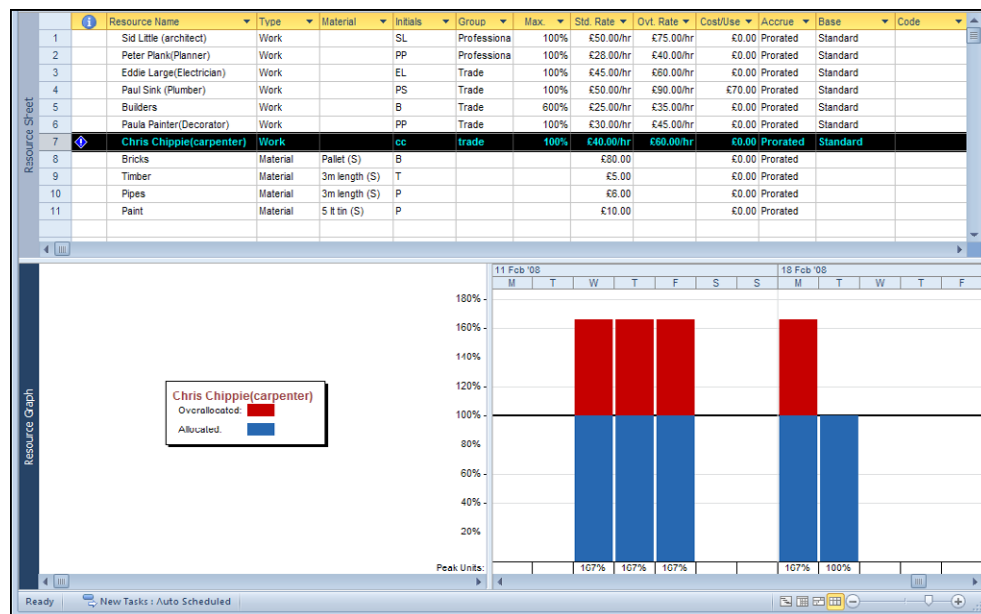 Resource Name Type Material Initials Group Max. Std. Rate Ovt. Rate Cost/Use Accrue Base Code
1 Sid Little (architect) Work SL Professiona 100% £50.00/hr £75.00/hr £0.00 Prorated Standard
2 Peter Plank(Planner) Work PP Professiona 100% £28.00/hr £40.00/hr £0.00 Prorated Standard
3 Eddie Large(Electrician) Work EL Trade 100% £45.00/hr £60.00/hr £0.00 Prorated Standard
4 Paul Sink (Plumber) Work PS Trade 100% £50.00/hr £90.00/hr £70.00 Prorated Standard
5 Builders Work B Trade 600% £25.00/hr £35.00/hr £0.00 Prorated Standard
6 Paula Painter(Decorator) Work PP Trade 100% £30.00/hr £45.00/hr £0.00 Prorated Standard
7 Chris Chippie(carpenter) Work cc trade 100% £40.00/hr £60.00/hr £0.00 Prorated Standard
8 Bricks Material Pallet (S) B £80.00 £0.00 Prorated
9 Timber Material 3m length (S) T £5.00 £0.00 Prorated
10 Pipes Material 3m length (S) P £6.00 £0.00 Prorated
11 Paint Material 5 lt tin (S) P £10.00 £0.00 Prorated
Resource Sheet
11 Feb '08 18 Feb '08
M T W T F S S M T W T F
180%
160%
140%
120%
100%
80%
60%
40%
20%
Chris Chippie(carpenter)
Overallocated:
Allocated:
Resource Graph
Peak Units: 167% 167% 167% 167% 100%
Ready New Tasks : Auto Scheduled